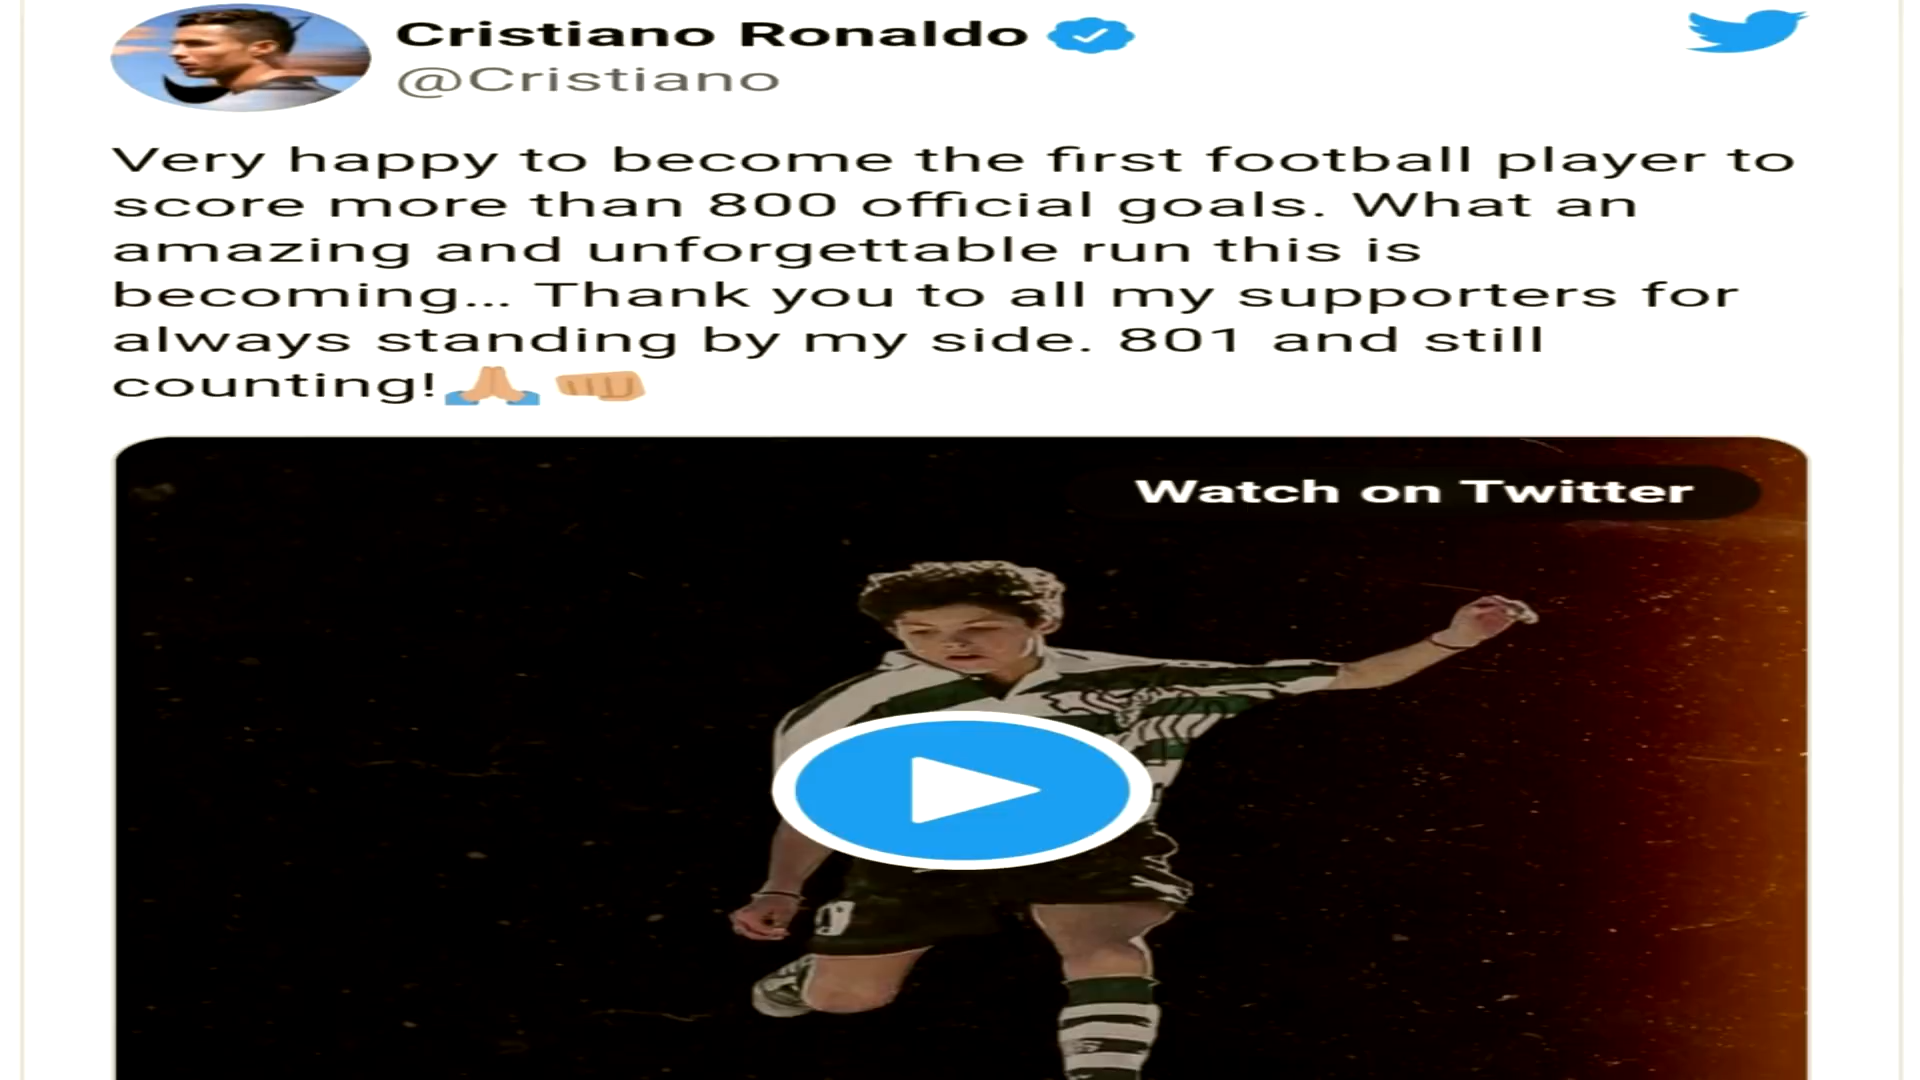 Cristiano Ronaldo
@Cristiano
Very happy to become the first football player to
score more than 800 official goals. What an
amazing and unforgettable run this is
becoming... Thank you to all my supporters for
always standing by my side. 801 and still
counting!🙏🏼👊🏼
Watch on Twitter